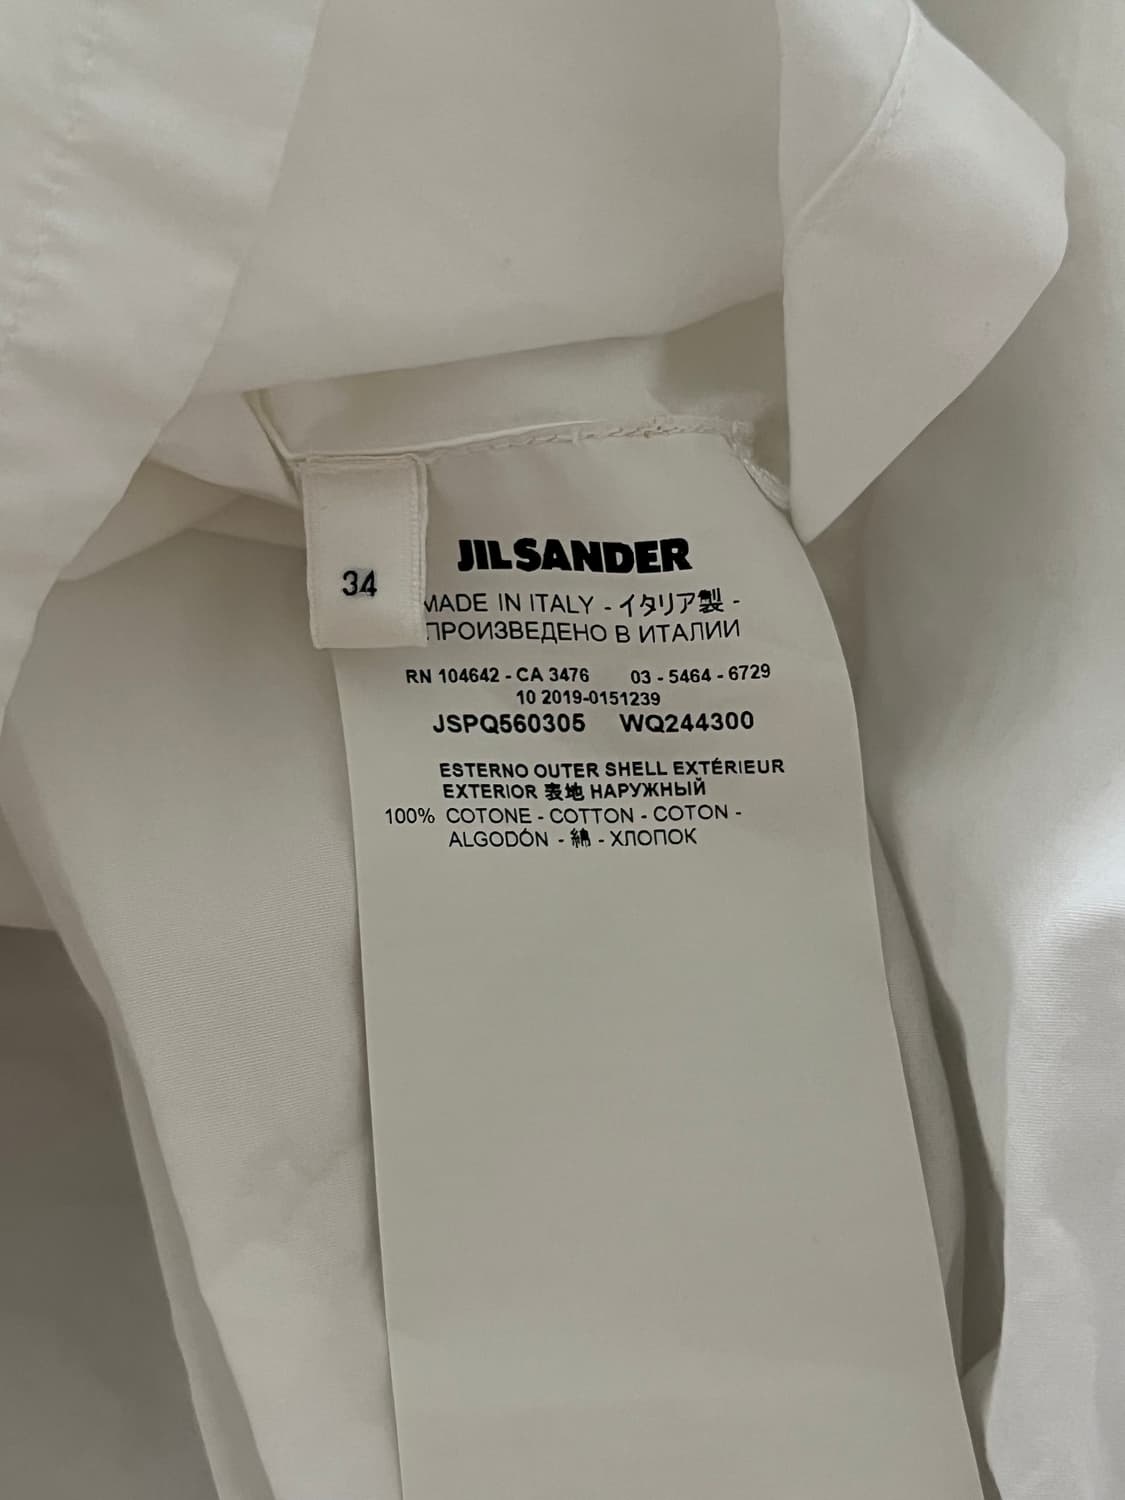 34
JIL SANDER
MADE IN ITALY - イタリア製 -
ПРОИЗВЕДЕНО В ИТАЛИИ
RN 104642 - CA 3476 03 - 5464 - 6729
10 2019-0151239
JSPQ560305 WQ244300
ESTERNO OUTER SHELL EXTÉRIEUR
EXTERIOR 表地 НАРУЖНЫЙ
100% COTONE - COTTON - COTON -
ALGODÓN - 綿 - ХЛОПОК